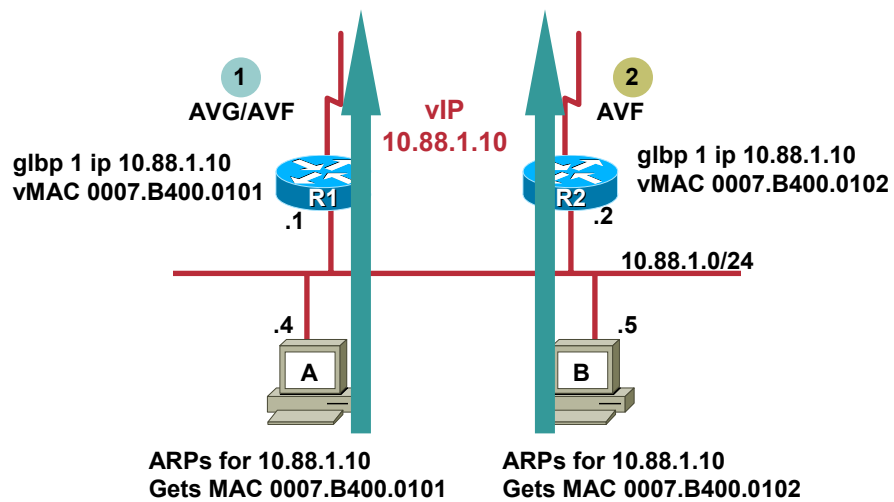 1
AVG/AVF
2
AVF
vIP
10.88.1.10
glbp 1 ip 10.88.1.10
vMAC 0007.B400.0101
glbp 1 ip 10.88.1.10
vMAC 0007.B400.0102
R1
R2
.1
.2
10.88.1.0/24
.4
.5
A
B
ARPs for 10.88.1.10
Gets MAC 0007.B400.0101
ARPs for 10.88.1.10
Gets MAC 0007.B400.0102